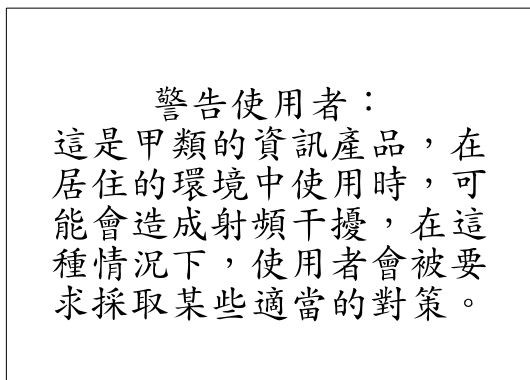 警告使用者：
這是甲類的資訊產品，在
居住的環境中使用時，可
能會造成射頻干擾，在這
種情況下，使用者會被要
求採取某些適當的對策。